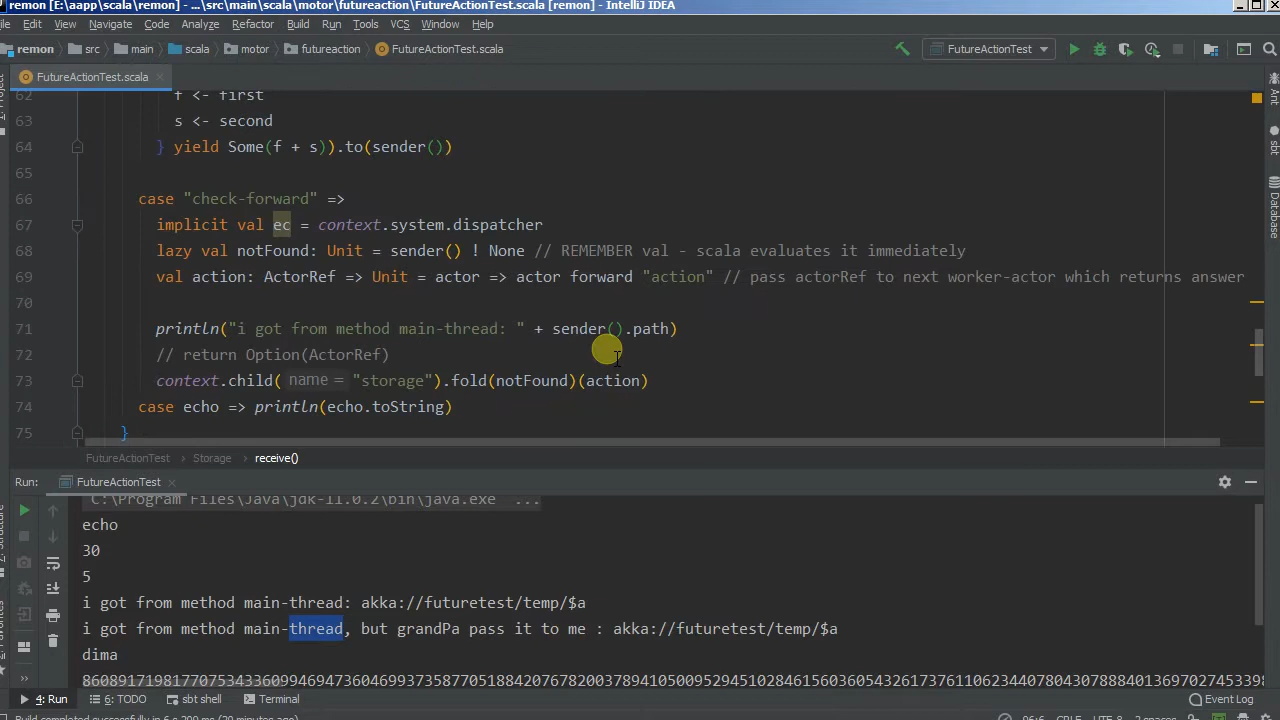 remon [E:\aapp\scala\remon] - ...\src\main\scala\motor\futureaction\FutureActionTest.scala [remon] - IntelliJ IDEA
Edit View Navigate Code Analyze Refactor Build Run Tools VCS Window Help
remon src main scala motor futureaction FutureActionTest.scala FutureActionTest
FutureActionTest.scala
62 f <- first
63 s <- second
64 } yield Some(f + s)).to(sender())
65
66 case "check-forward" =>
67 implicit val ec = context.system.dispatcher
68 lazy val notFound: Unit = sender() ! None // REMEMBER val - scala evaluates it immediately
69 val action: ActorRef => Unit = actor => actor forward "action" // pass actorRef to next worker-actor which returns answer
70
71 println("i got from method main-thread: " + sender().path)
72 // return Option(ActorRef)
73 context.child( name = "storage").fold(notFound)(action)
74 case echo => println(echo.toString)
75 }
FutureActionTest Storage receive()
Run: FutureActionTest
"C:\Program Files\Java\jdk-11.0.2\bin\java.exe" ...
echo
30
5
i got from method main-thread: akka://futuretest/temp/$a
i got from method main-thread, but grandPa pass it to me : akka://futuretest/temp/$a
dima
4: Run 6: TODO sbt shell Terminal Event Log
Ant
sbt
Database